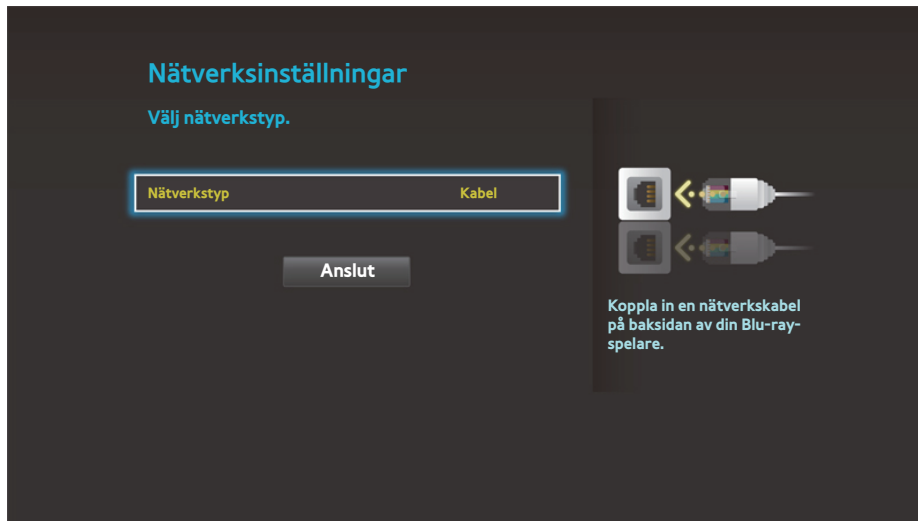 Nätverksinställningar
Välj nätverkstyp.
Nätverkstyp Kabel
Anslut
Koppla in en nätverkskabel
på baksidan av din Blu-ray-
spelare.